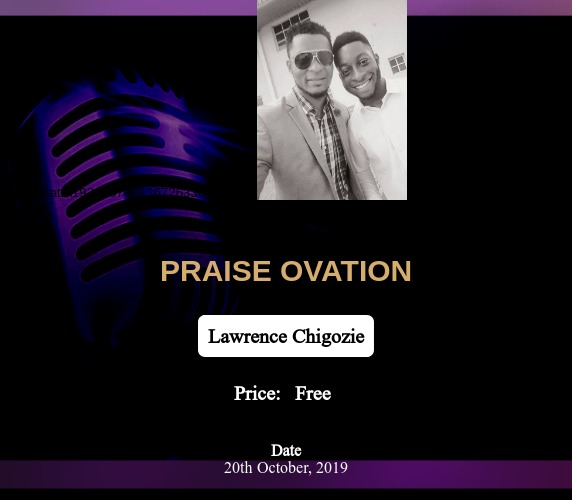 PRAISE OVATION
Lawrence Chigozie
Price: Free
Date
20th October, 2019